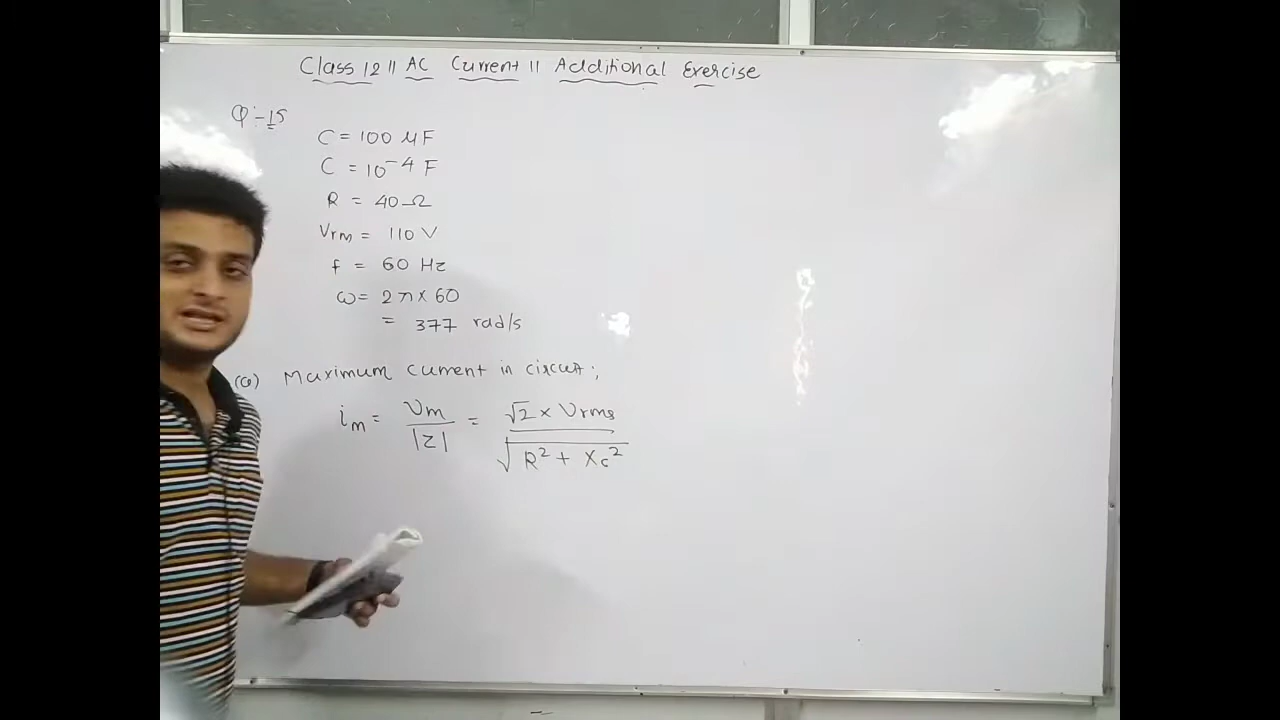 Class 12 || AC Current || Additional Exercise
Q:-15
C = 100 μF
C = 10⁻⁴ F
R = 40 Ω
Vrm = 110 V
f = 60 Hz
ω = 2π × 60
= 377 rad/s
(a) Maximum current in circuit;
iₘ = Vₘ / |Z| = √2 × Vrms / √(R² + Xc²)